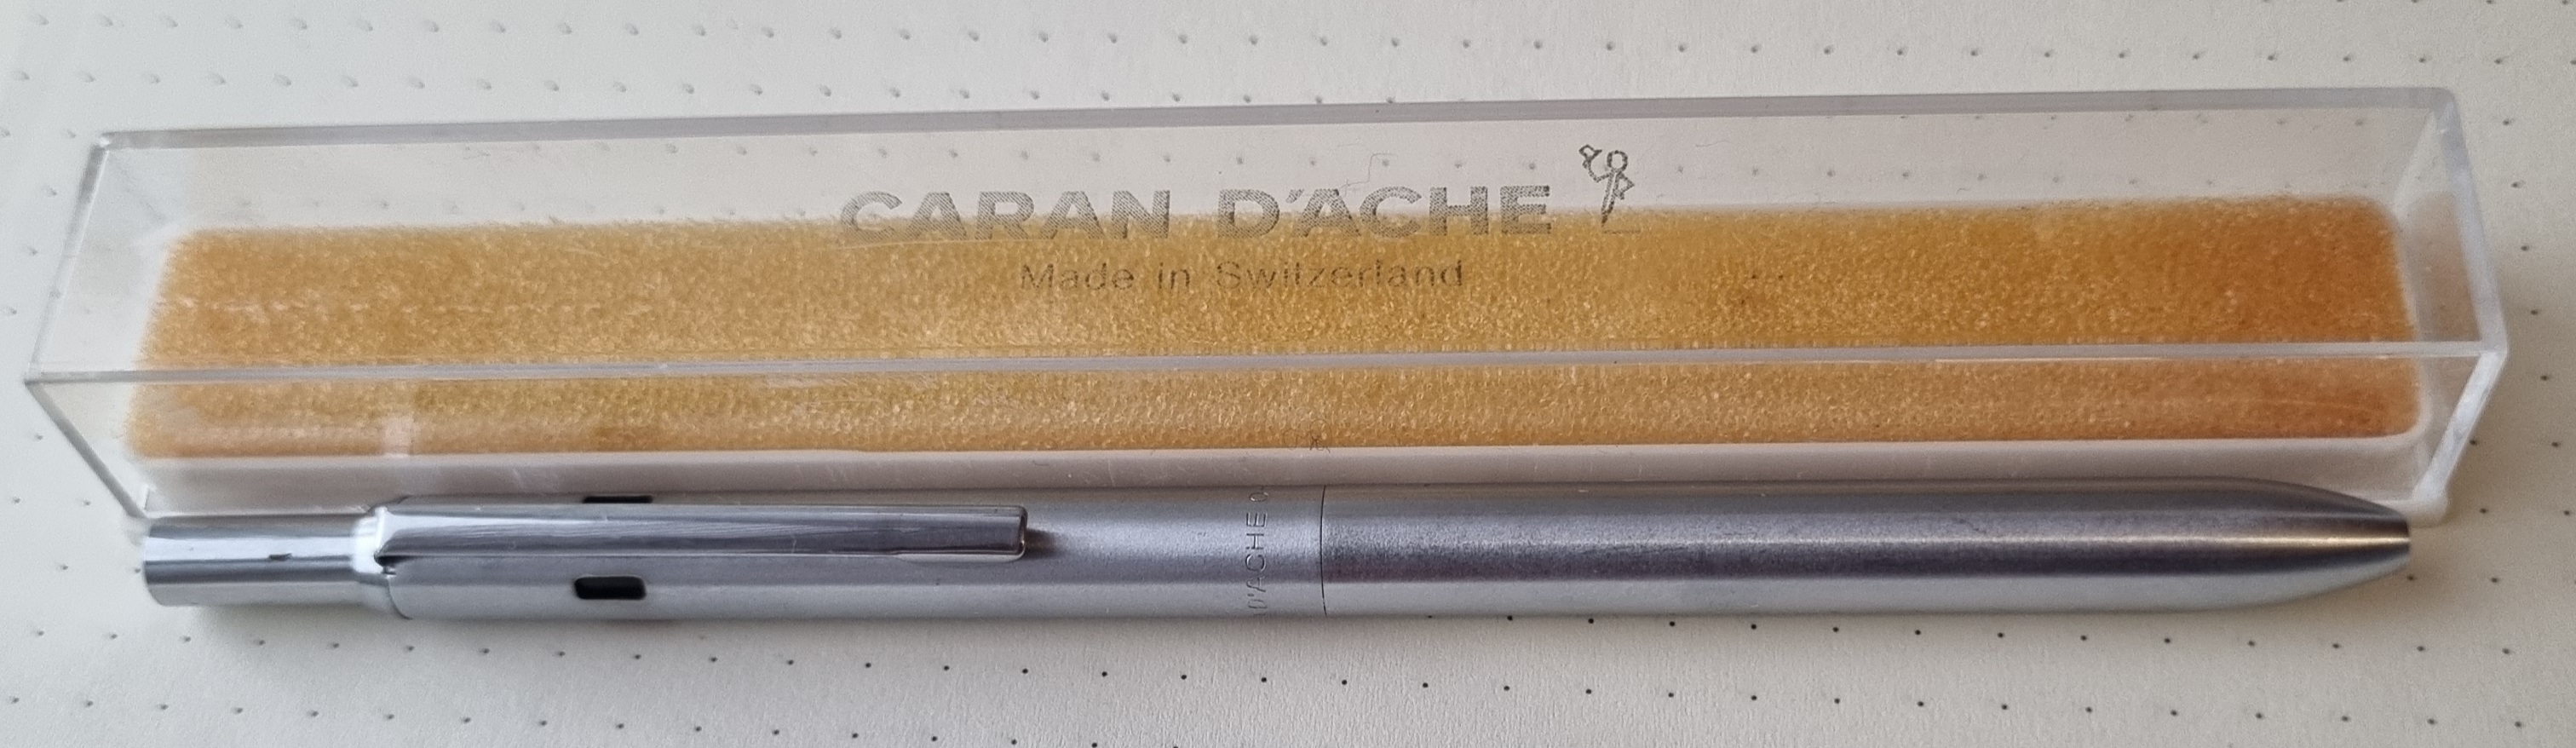 CARAN D'ACHE
Made in Switzerland
D'ACHE